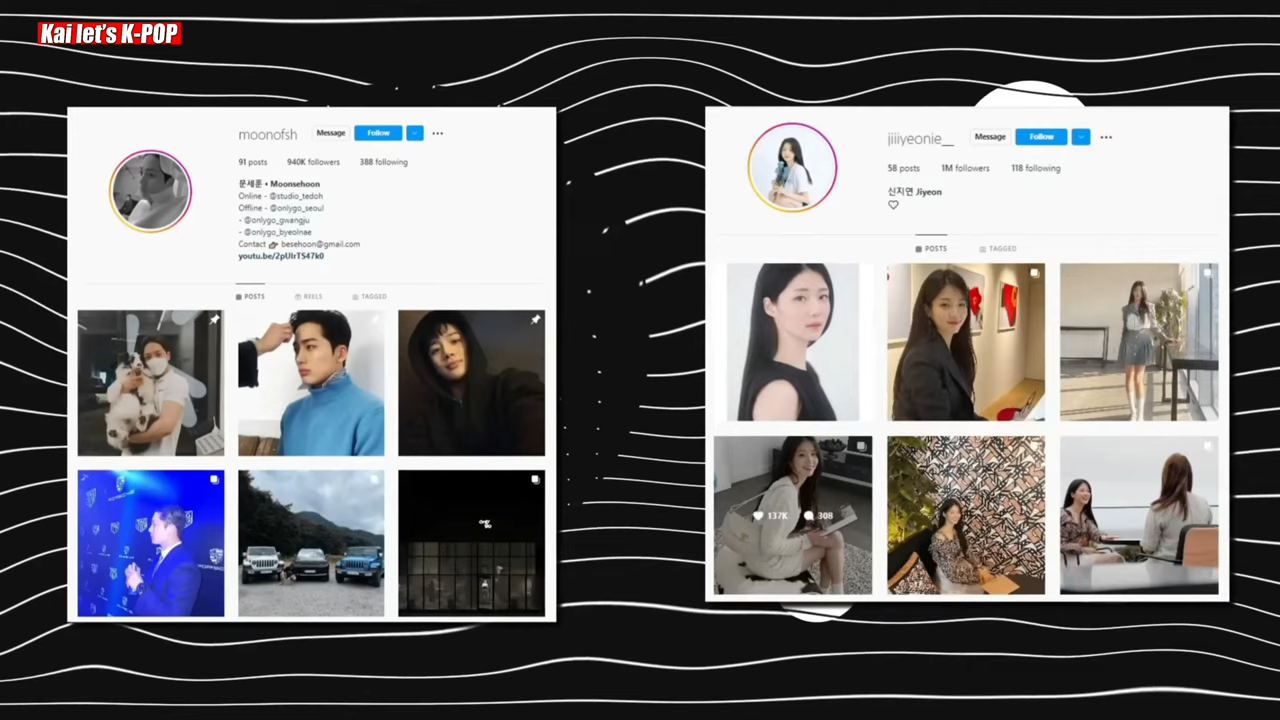 Kai let's K-POP
moonofsh Message Follow
91 posts 940K followers 388 following
문세훈 • Moonsehoon
Online - @studio_tedoh
Offline - @onlygo_seoul
- @onlygo_gwangju
- @onlygo_byeolnae
Contact besehoon@gmail.com
youtu.be/2pUIrTS47k0
POSTS REELS TAGGED
jiiiyeonie__ Message Follow
58 posts 1M followers 118 following
신지연 Jiyeon
POSTS TAGGED
137K 308